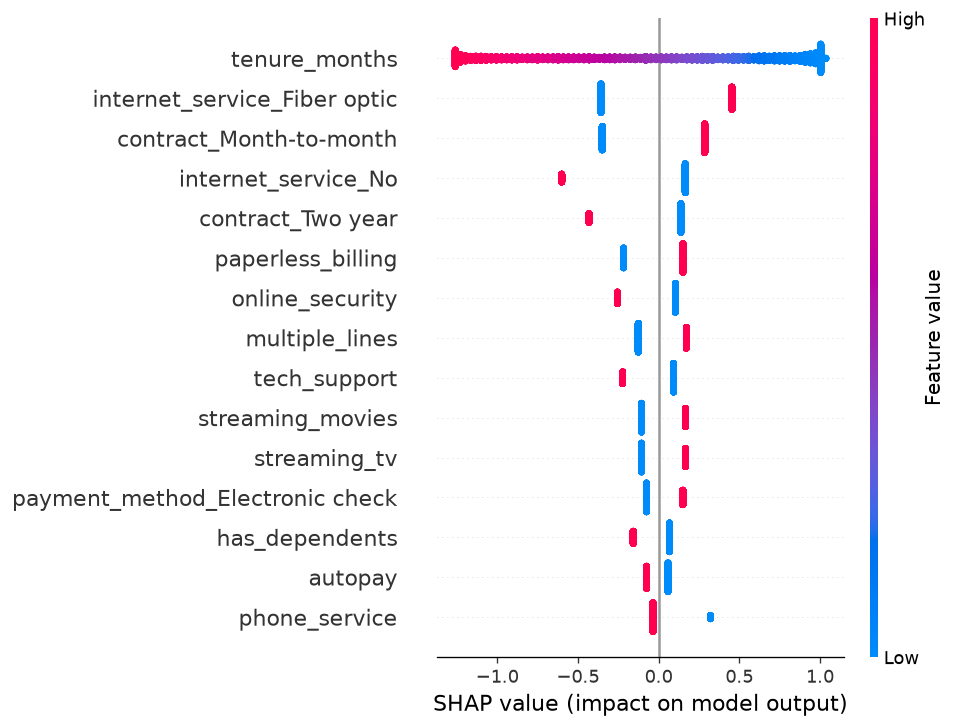 High
tenure_months
internet_service_Fiber optic
contract_Month-to-month
internet_service_No
contract_Two year
paperless_billing
online_security
multiple_lines
tech_support
streaming_movies
streaming_tv
payment_method_Electronic check
has_dependents
autopay
phone_service
Feature value
Low
−1.0 −0.5 0.0 0.5 1.0
SHAP value (impact on model output)